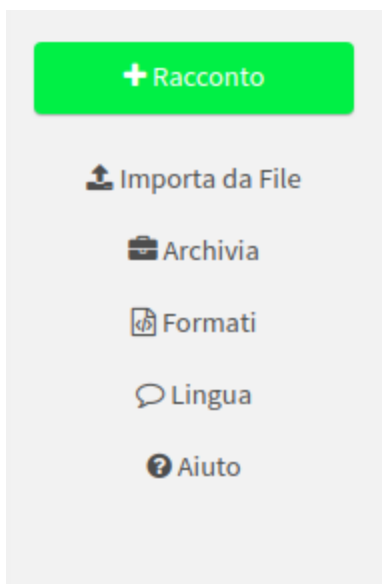 Racconto
Importa da File
Archivia
Formati
Lingua
Aiuto